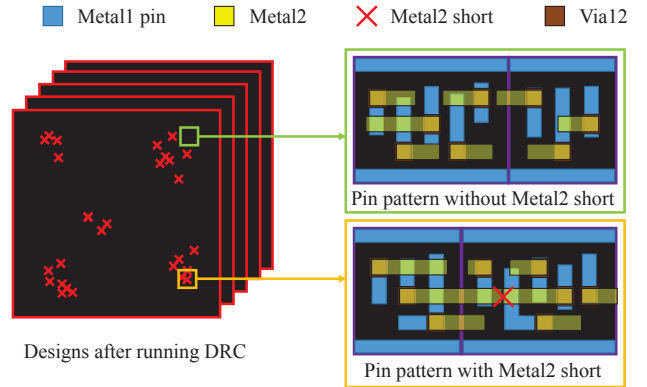 Metal1 pin
Metal2
Metal2 short
Via12
Pin pattern without Metal2 short
Designs after running DRC
Pin pattern with Metal2 short